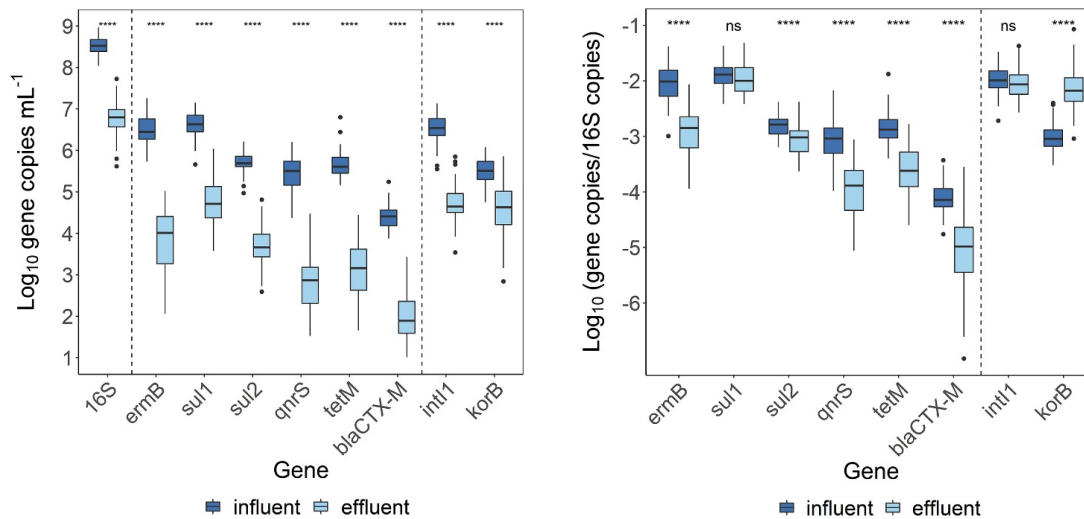 Log₁₀ gene copies mL⁻¹
9
8
7
6
5
4
3
2
1
**** **** **** **** **** **** **** **** ****
16S ermB sul1 sul2 qnrS tetM blaCTX-M intI1 korB
Gene
influent effluent
Log₁₀ (gene copies/16S copies)
-1
-2
-3
-4
-5
-6
**** ns **** **** **** **** ns ****
ermB sul1 sul2 qnrS tetM blaCTX-M intI1 korB
Gene
influent effluent